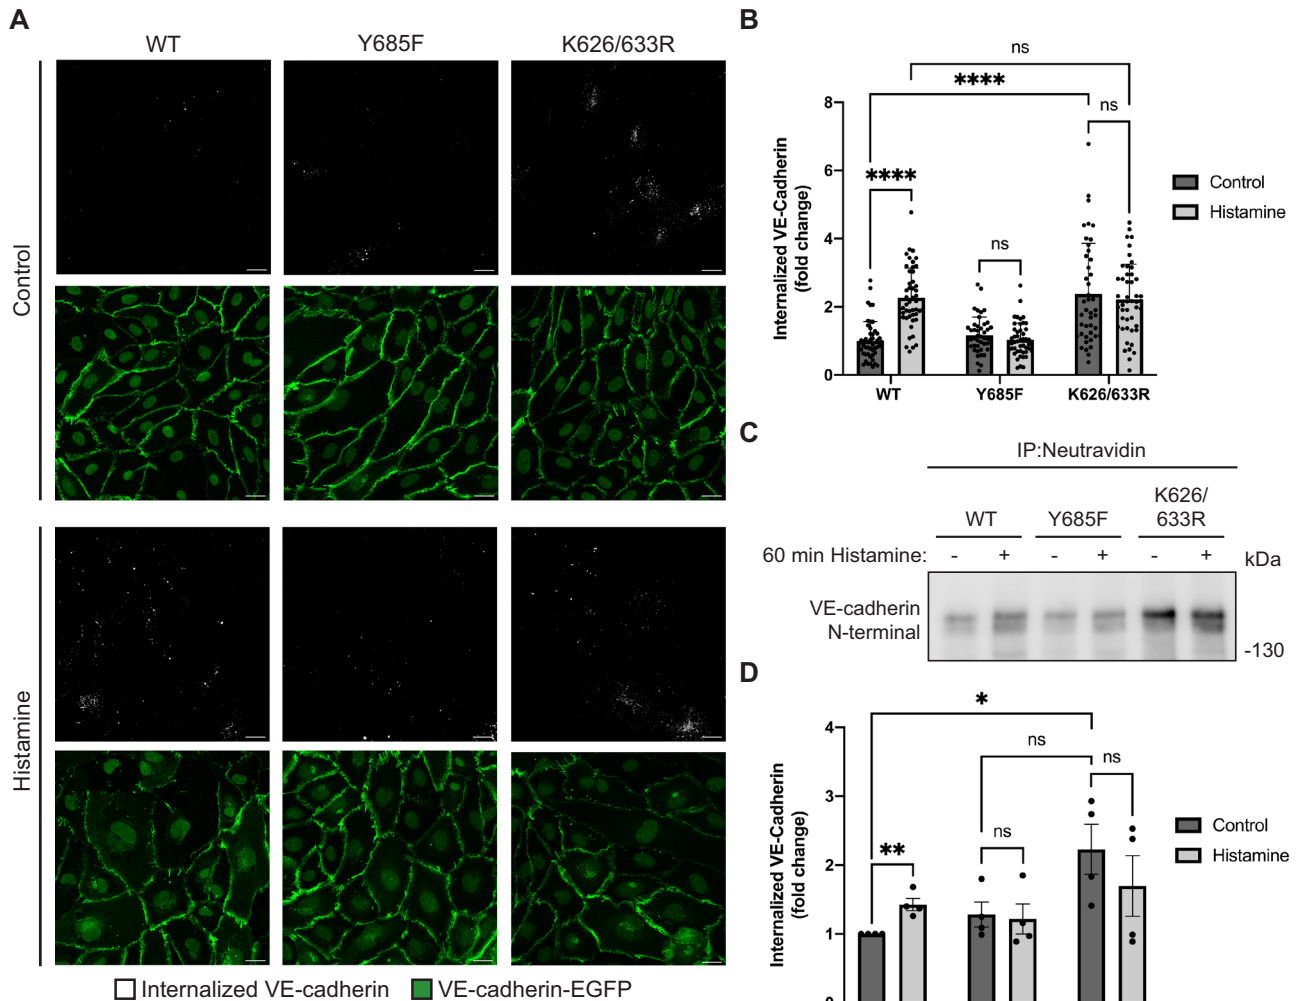 A
WT
Y685F
K626/633R
Control
Histamine
Internalized VE-cadherin
VE-cadherin-EGFP
B
ns
****
ns
****
ns
8
6
4
2
0
Internalized VE-Cadherin
(fold change)
WT
Y685F
K626/633R
Control
Histamine
C
IP:Neutravidin
K626/
633R
WT
Y685F
60 min Histamine:
-
+
-
+
-
+
kDa
VE-cadherin
N-terminal
-130
D
*
ns
ns
**
ns
4
3
2
1
0
Internalized VE-Cadherin
(fold change)
Control
Histamine